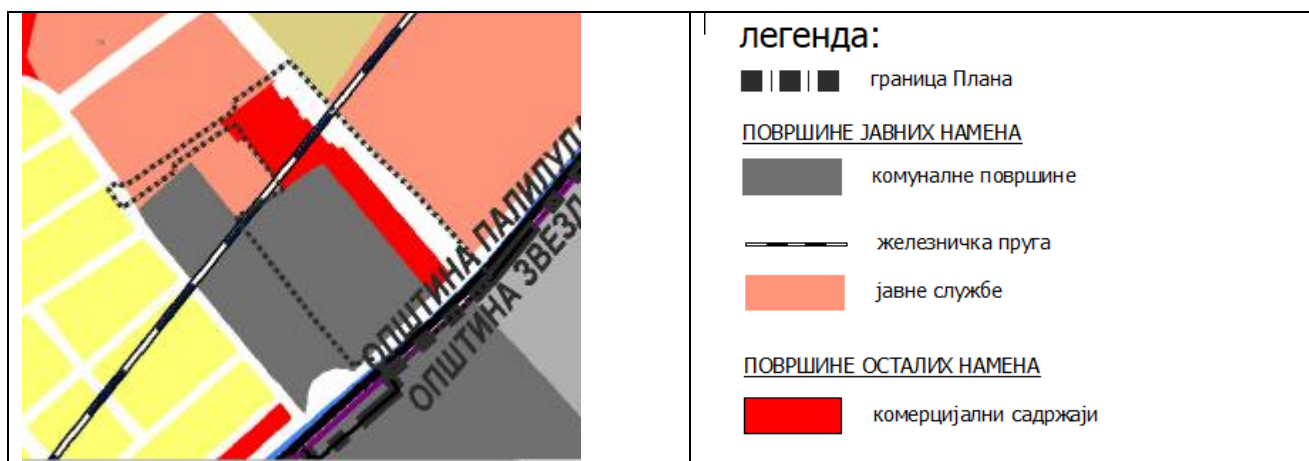 ОПШТИНА ПАЛИЛУЛА
ОПШТИНА ЗВЕЗД
легенда:
граница Плана
ПОВРШИНЕ ЈАВНИХ НАМЕНА
комуналне површине
железничка пруга
јавне службе
ПОВРШИНЕ ОСТАЛИХ НАМЕНА
комерцијални садржаји